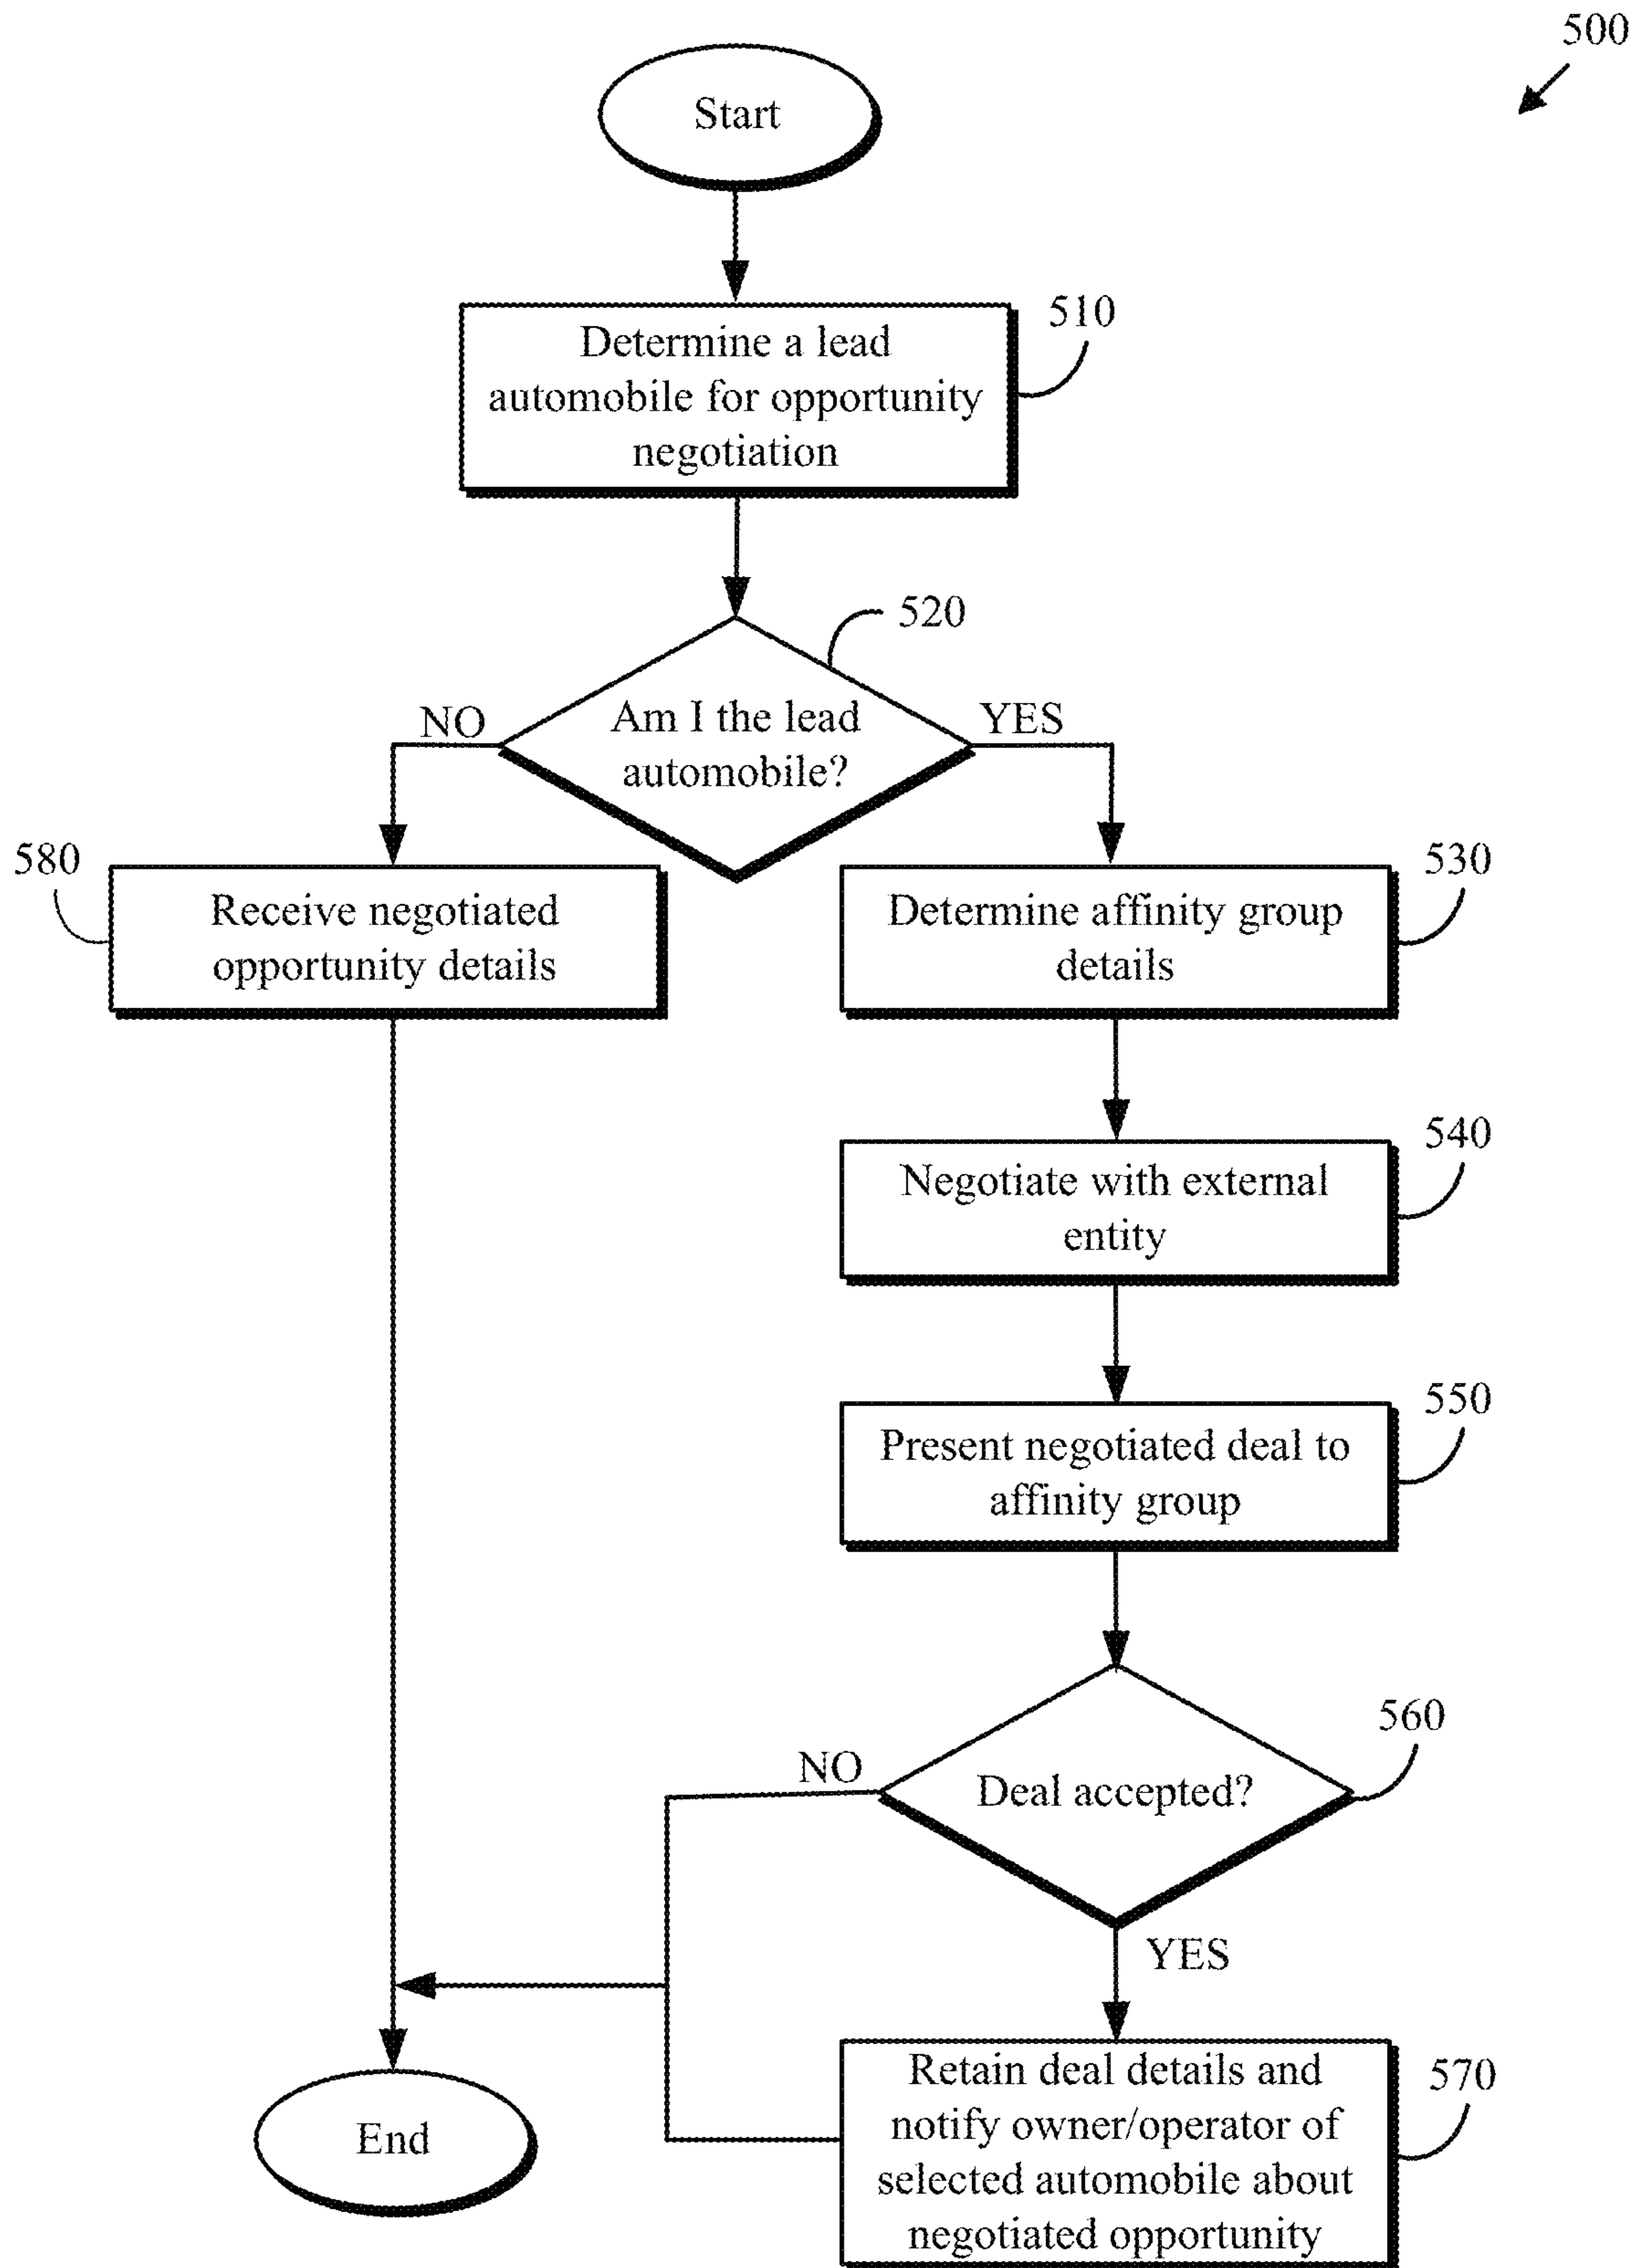 500
Start
Determine a lead
automobile for opportunity
negotiation
510
520
Am I the lead
automobile?
NO
YES
580
Receive negotiated
opportunity details
530
Determine affinity group
details
540
Negotiate with external
entity
550
Present negotiated deal to
affinity group
560
Deal accepted?
NO
YES
570
Retain deal details and
notify owner/operator of
selected automobile about
negotiated opportunity
End